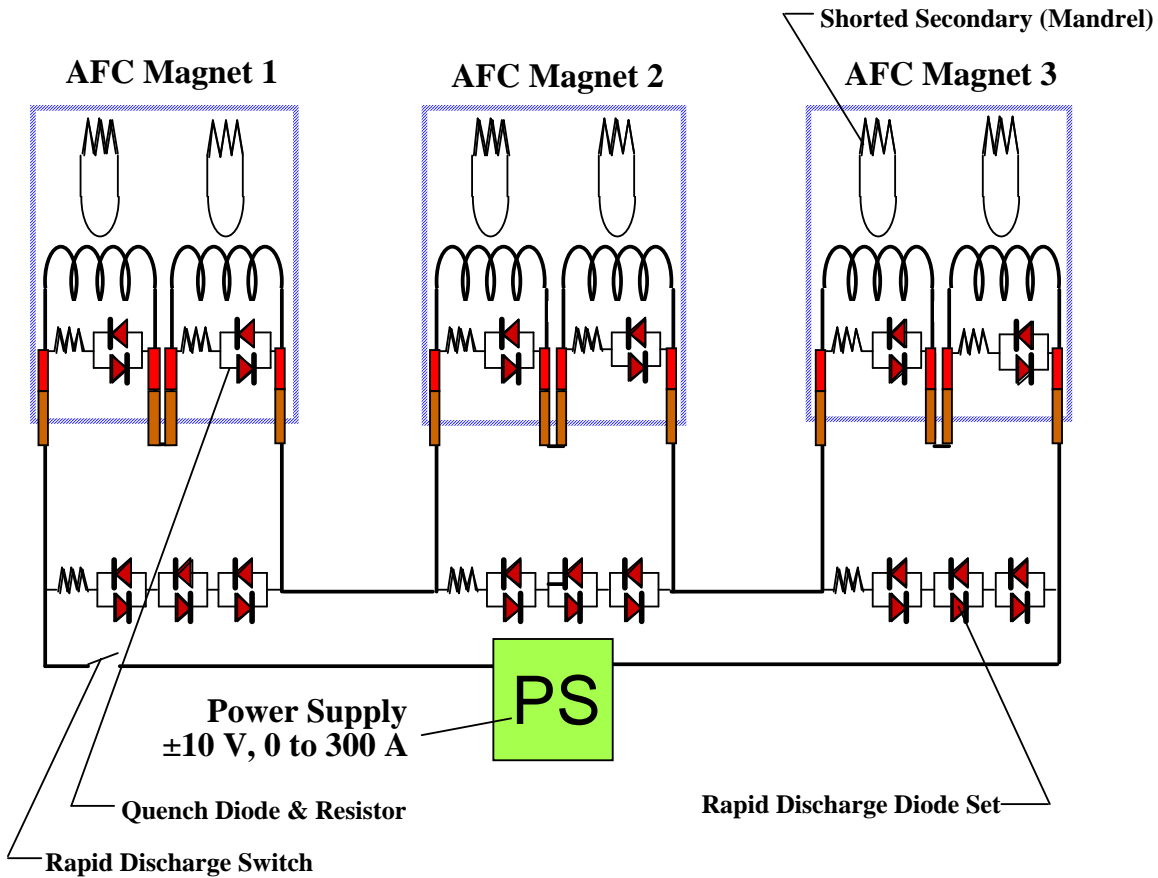 Shorted Secondary (Mandrel)
AFC Magnet 1
AFC Magnet 2
AFC Magnet 3
PS
Power Supply
±10 V, 0 to 300 A
Quench Diode & Resistor
Rapid Discharge Diode Set
Rapid Discharge Switch